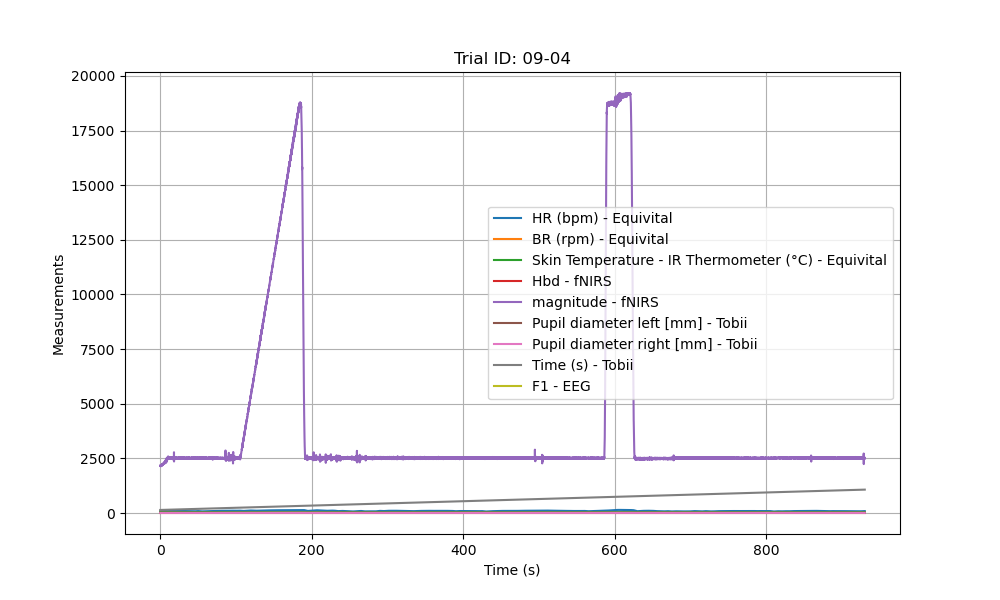 Trial ID: 09-04
20000
17500
15000
12500
10000
7500
5000
2500
0
Measurements
HR (bpm) - Equivital
BR (rpm) - Equivital
Skin Temperature - IR Thermometer (°C) - Equivital
Hbd - fNIRS
magnitude - fNIRS
Pupil diameter left [mm] - Tobii
Pupil diameter right [mm] - Tobii
Time (s) - Tobii
F1 - EEG
0 200 400 600 800
Time (s)